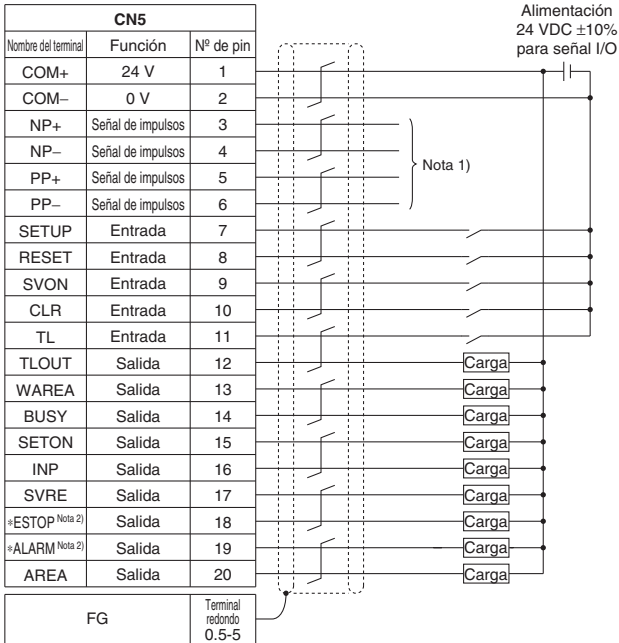 Alimentación
24 VDC ±10%
para señal I/O
CN5
Nombre del terminal Función Nº de pin
COM+ 24 V 1
COM− 0 V 2
NP+ Señal de impulsos 3
NP− Señal de impulsos 4
PP+ Señal de impulsos 5
PP− Señal de impulsos 6
Nota 1)
SETUP Entrada 7
RESET Entrada 8
SVON Entrada 9
CLR Entrada 10
TL Entrada 11
TLOUT Salida 12 Carga
WAREA Salida 13 Carga
BUSY Salida 14 Carga
SETON Salida 15 Carga
INP Salida 16 Carga
SVRE Salida 17 Carga
*ESTOP Nota 2) Salida 18 Carga
*ALARM Nota 2) Salida 19 Carga
AREA Salida 20 Carga
FG Terminal
redondo
0.5-5